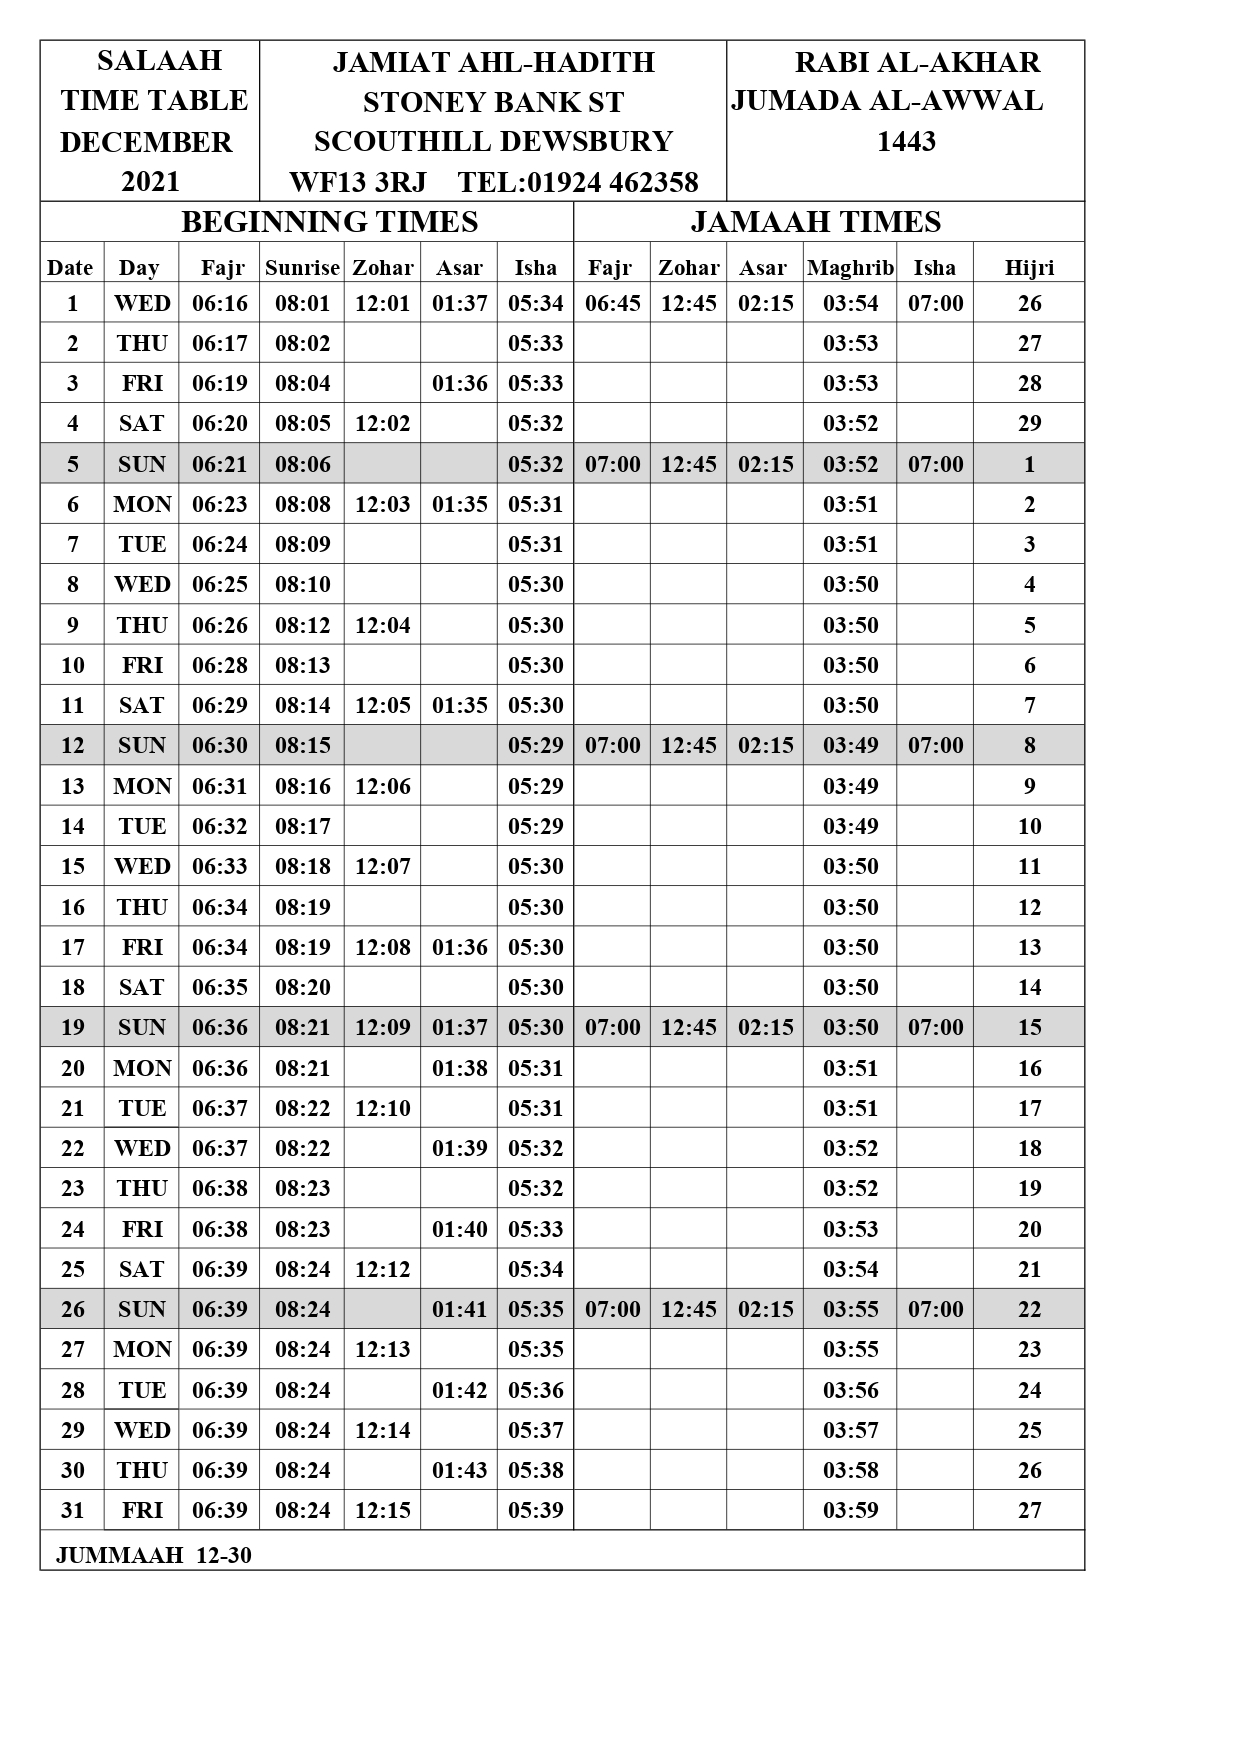 SALAAH
TIME TABLE
DECEMBER
2021
JAMIAT AHL-HADITH
STONEY BANK ST
SCOUTHILL DEWSBURY
WF13 3RJ TEL:01924 462358
RABI AL-AKHAR
JUMADA AL-AWWAL
1443
BEGINNING TIMES JAMAAH TIMES
Date Day Fajr Sunrise Zohar Asar Isha Fajr Zohar Asar Maghrib Isha Hijri
1 WED 06:16 08:01 12:01 01:37 05:34 06:45 12:45 02:15 03:54 07:00 26
2 THU 06:17 08:02 05:33 03:53 27
3 FRI 06:19 08:04 01:36 05:33 03:53 28
4 SAT 06:20 08:05 12:02 05:32 03:52 29
5 SUN 06:21 08:06 05:32 07:00 12:45 02:15 03:52 07:00 1
6 MON 06:23 08:08 12:03 01:35 05:31 03:51 2
7 TUE 06:24 08:09 05:31 03:51 3
8 WED 06:25 08:10 05:30 03:50 4
9 THU 06:26 08:12 12:04 05:30 03:50 5
10 FRI 06:28 08:13 05:30 03:50 6
11 SAT 06:29 08:14 12:05 01:35 05:30 03:50 7
12 SUN 06:30 08:15 05:29 07:00 12:45 02:15 03:49 07:00 8
13 MON 06:31 08:16 12:06 05:29 03:49 9
14 TUE 06:32 08:17 05:29 03:49 10
15 WED 06:33 08:18 12:07 05:30 03:50 11
16 THU 06:34 08:19 05:30 03:50 12
17 FRI 06:34 08:19 12:08 01:36 05:30 03:50 13
18 SAT 06:35 08:20 05:30 03:50 14
19 SUN 06:36 08:21 12:09 01:37 05:30 07:00 12:45 02:15 03:50 07:00 15
20 MON 06:36 08:21 01:38 05:31 03:51 16
21 TUE 06:37 08:22 12:10 05:31 03:51 17
22 WED 06:37 08:22 01:39 05:32 03:52 18
23 THU 06:38 08:23 05:32 03:52 19
24 FRI 06:38 08:23 01:40 05:33 03:53 20
25 SAT 06:39 08:24 12:12 05:34 03:54 21
26 SUN 06:39 08:24 01:41 05:35 07:00 12:45 02:15 03:55 07:00 22
27 MON 06:39 08:24 12:13 05:35 03:55 23
28 TUE 06:39 08:24 01:42 05:36 03:56 24
29 WED 06:39 08:24 12:14 05:37 03:57 25
30 THU 06:39 08:24 01:43 05:38 03:58 26
31 FRI 06:39 08:24 12:15 05:39 03:59 27
JUMMAAH 12-30